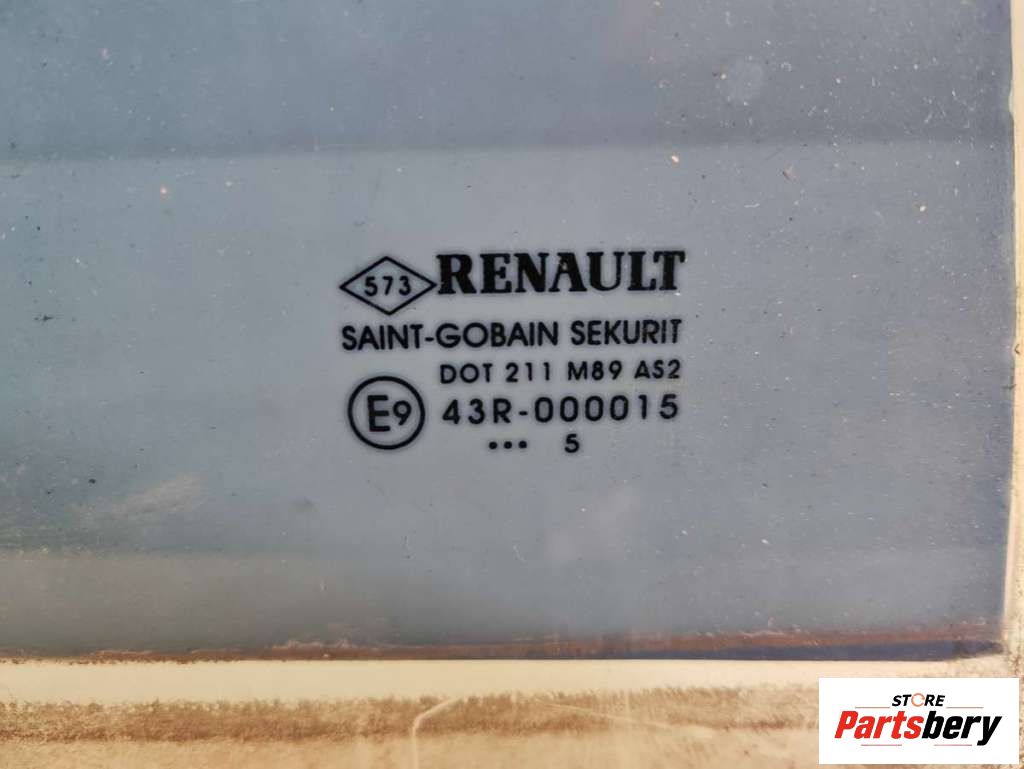 573 RENAULT
SAINT-GOBAIN SEKURIT
DOT 211 M89 AS2
E9 43R-000015
••• 5
STORE
Partsbery